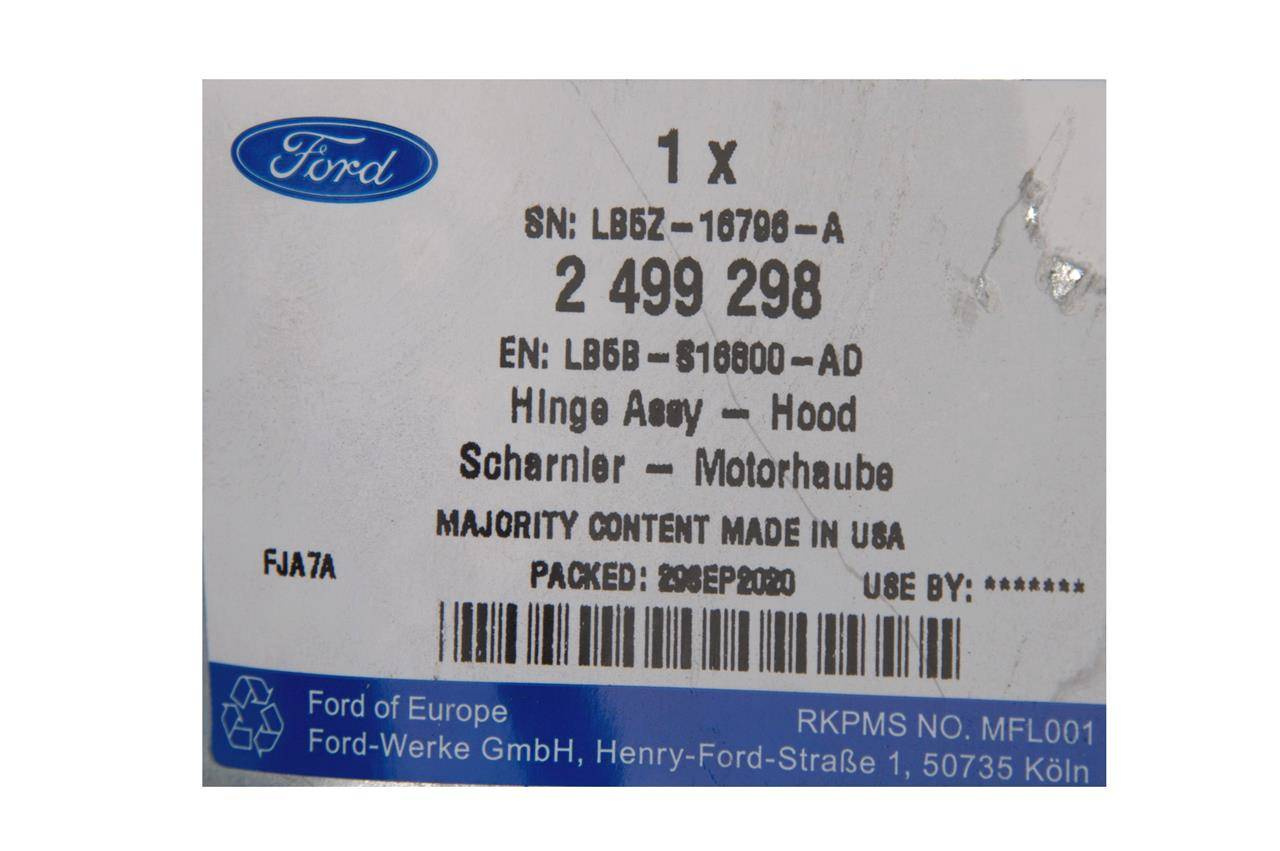 Ford
1 x
SN: LB5Z-16796-A
2 499 298
EN: LB5B-S16800-AD
Hinge Assy - Hood
Scharnier - Motorhaube
MAJORITY CONTENT MADE IN USA
FJA7A
PACKED: 29SEP2020 USE BY: *******
Ford of Europe
RKPMS NO. MFL001
Ford-Werke GmbH, Henry-Ford-Straße 1, 50735 Köln